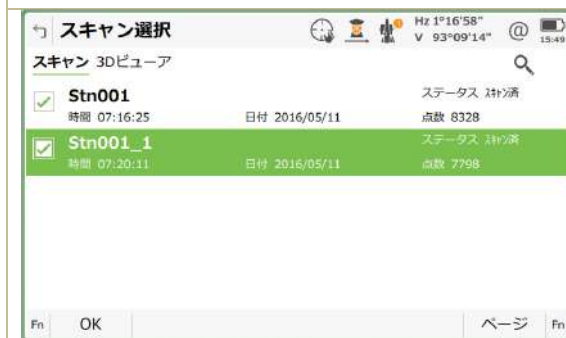 スキャン選択 Hz 1°16'58"
V 93°09'14" @ 15:49
スキャン 3Dビューア
Stn001 ステータス ｽｷｬﾝ済
時間 07:16:25 日付 2016/05/11 点数 8328
Stn001_1 ステータス ｽｷｬﾝ済
時間 07:20:11 日付 2016/05/11 点数 7798
Fn OK ページ Fn